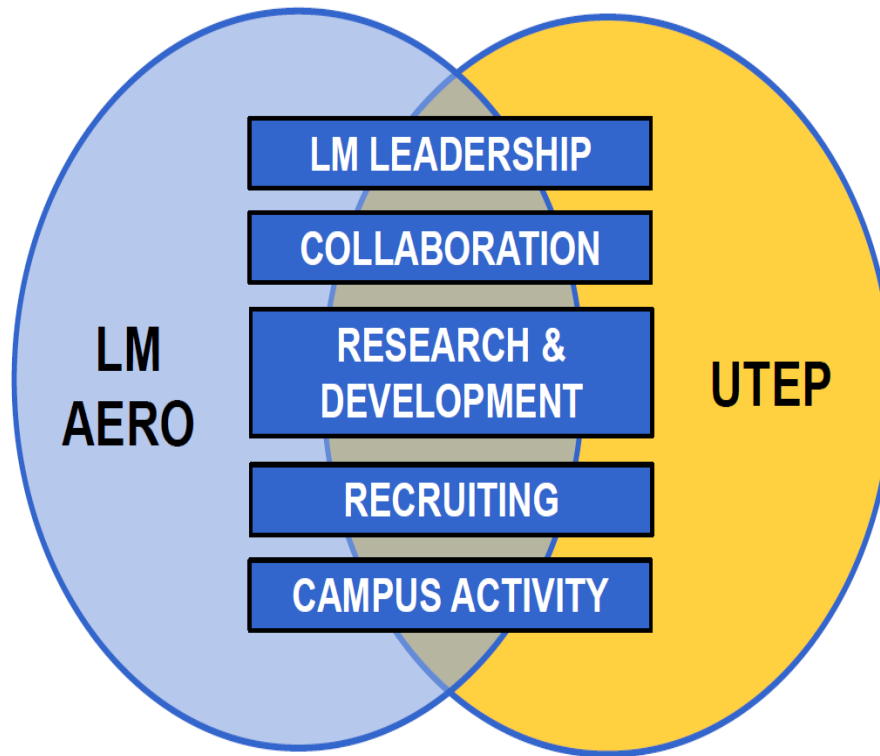 LM LEADERSHIP
COLLABORATION
LM
AERO
RESEARCH &
DEVELOPMENT
UTEP
RECRUITING
CAMPUS ACTIVITY